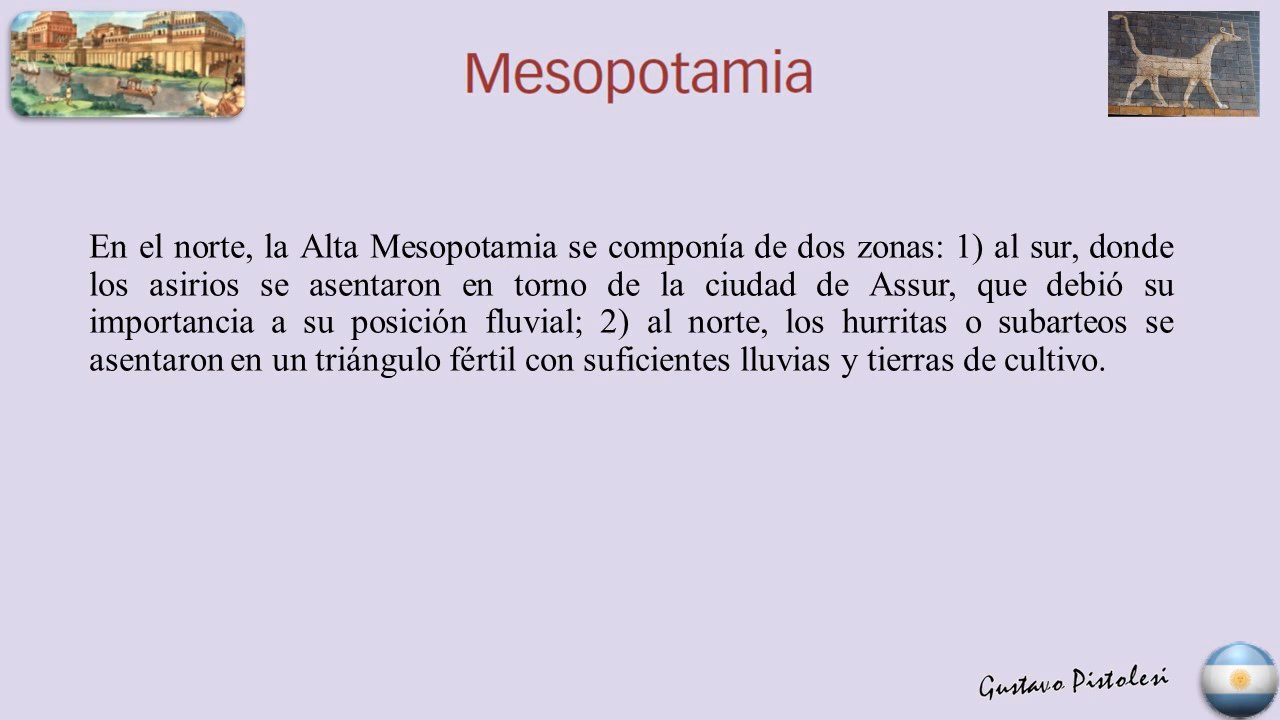 Mesopotamia
En el norte, la Alta Mesopotamia se componía de dos zonas: 1) al sur, donde
los asirios se asentaron en torno de la ciudad de Assur, que debió su
importancia a su posición fluvial; 2) al norte, los hurritas o subarteos se
asentaron en un triángulo fértil con suficientes lluvias y tierras de cultivo.
Gustavo Pistolesi